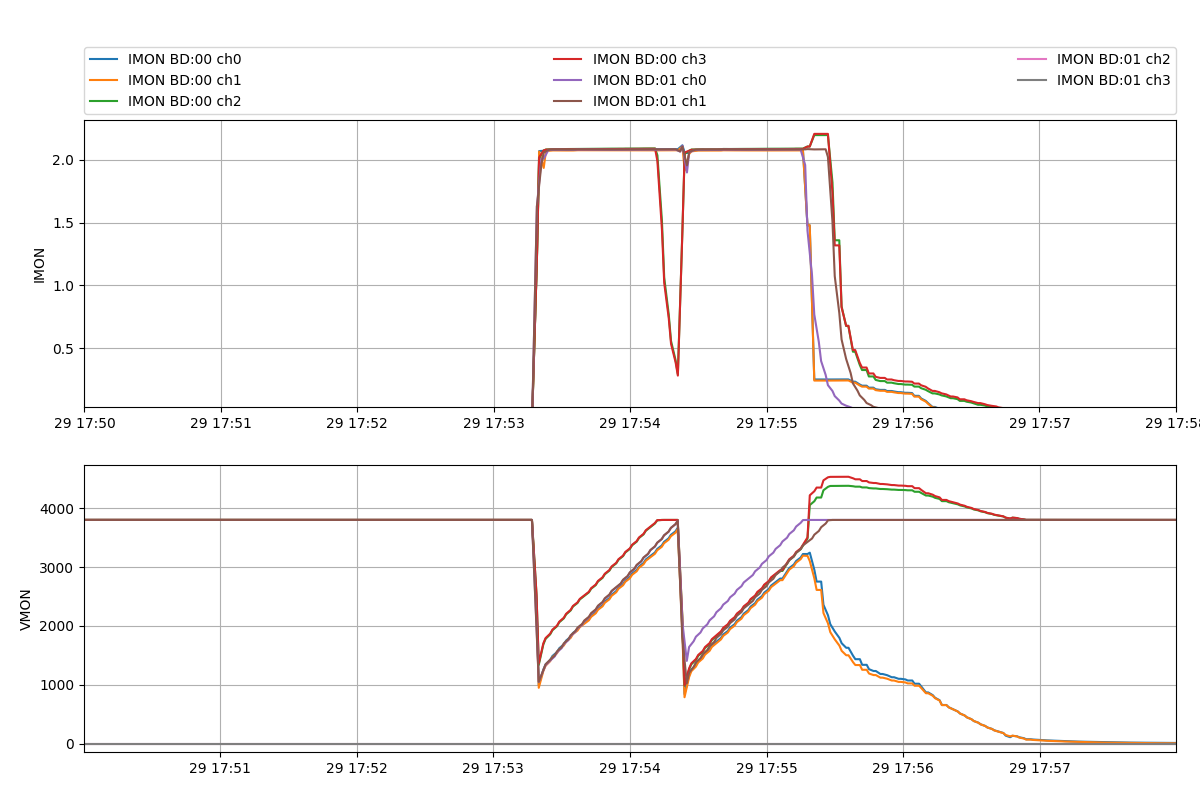 IMON BD:00 ch0
IMON BD:00 ch1
IMON BD:00 ch2
IMON BD:00 ch3
IMON BD:01 ch0
IMON BD:01 ch1
IMON BD:01 ch2
IMON BD:01 ch3
IMON
2.0
1.5
1.0
0.5
29 17:50 29 17:51 29 17:52 29 17:53 29 17:54 29 17:55 29 17:56 29 17:57 29 17:58
VMON
4000
3000
2000
1000
0
29 17:51 29 17:52 29 17:53 29 17:54 29 17:55 29 17:56 29 17:57